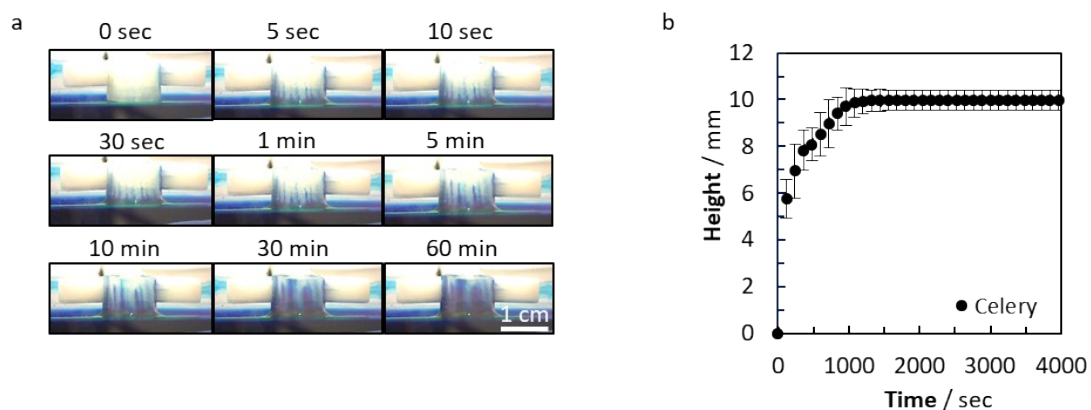 a
0 sec 5 sec 10 sec
30 sec 1 min 5 min
10 min 30 min 60 min
1 cm
b
12
10
8
6
4
2
0
Height / mm
Celery
0 1000 2000 3000 4000
Time / sec